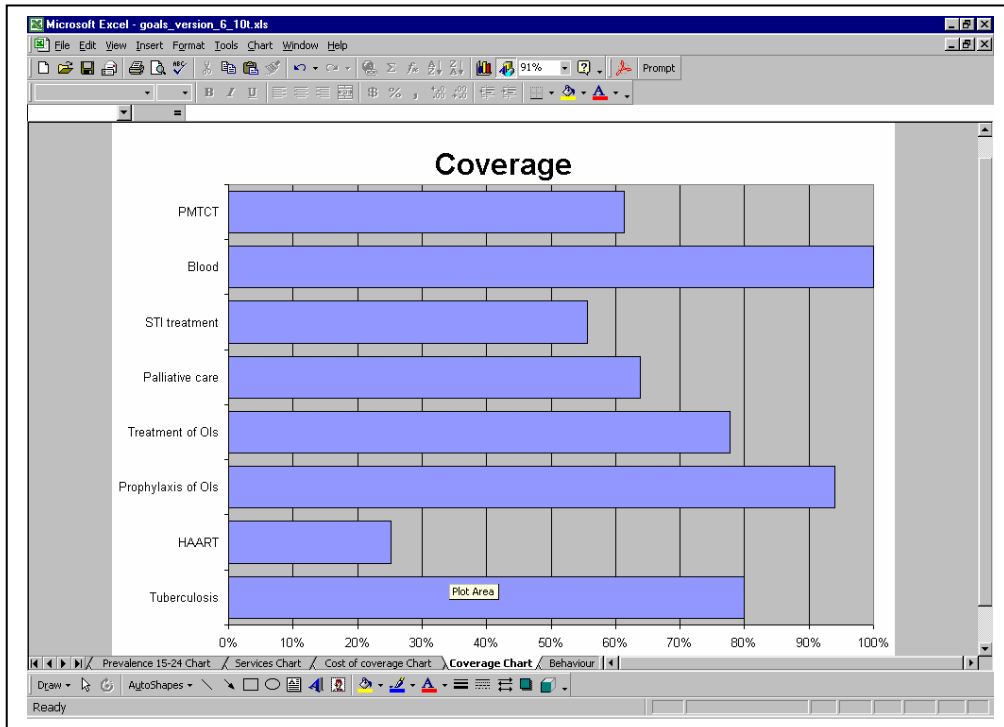 Microsoft Excel - goals_version_6_10t.xls
File Edit View Insert Format Tools Chart Window Help
91% Prompt
B I U $ % ,
=
Coverage
PMTCT
Blood
STI treatment
Palliative care
Treatment of OIs
Prophylaxis of OIs
HAART
Tuberculosis
Plot Area
0% 10% 20% 30% 40% 50% 60% 70% 80% 90% 100%
Prevalence 15-24 Chart Services Chart Cost of coverage Chart Coverage Chart Behaviour
Draw AutoShapes
Ready